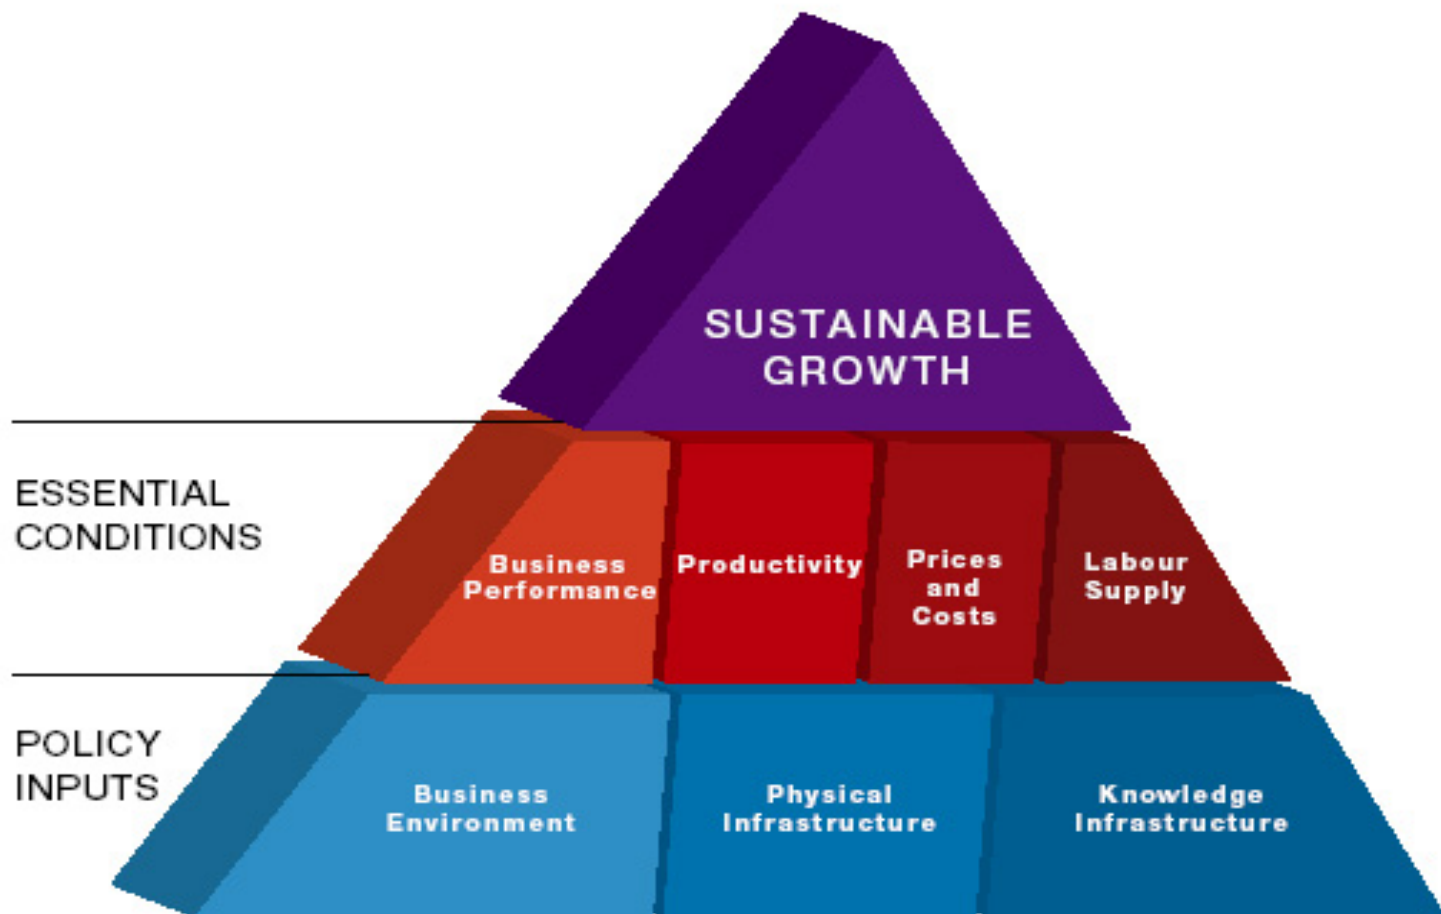 SUSTAINABLE
GROWTH
ESSENTIAL
CONDITIONS
Business
Performance
Productivity
Prices
and
Costs
Labour
Supply
POLICY
INPUTS
Business
Environment
Physical
Infrastructure
Knowledge
Infrastructure